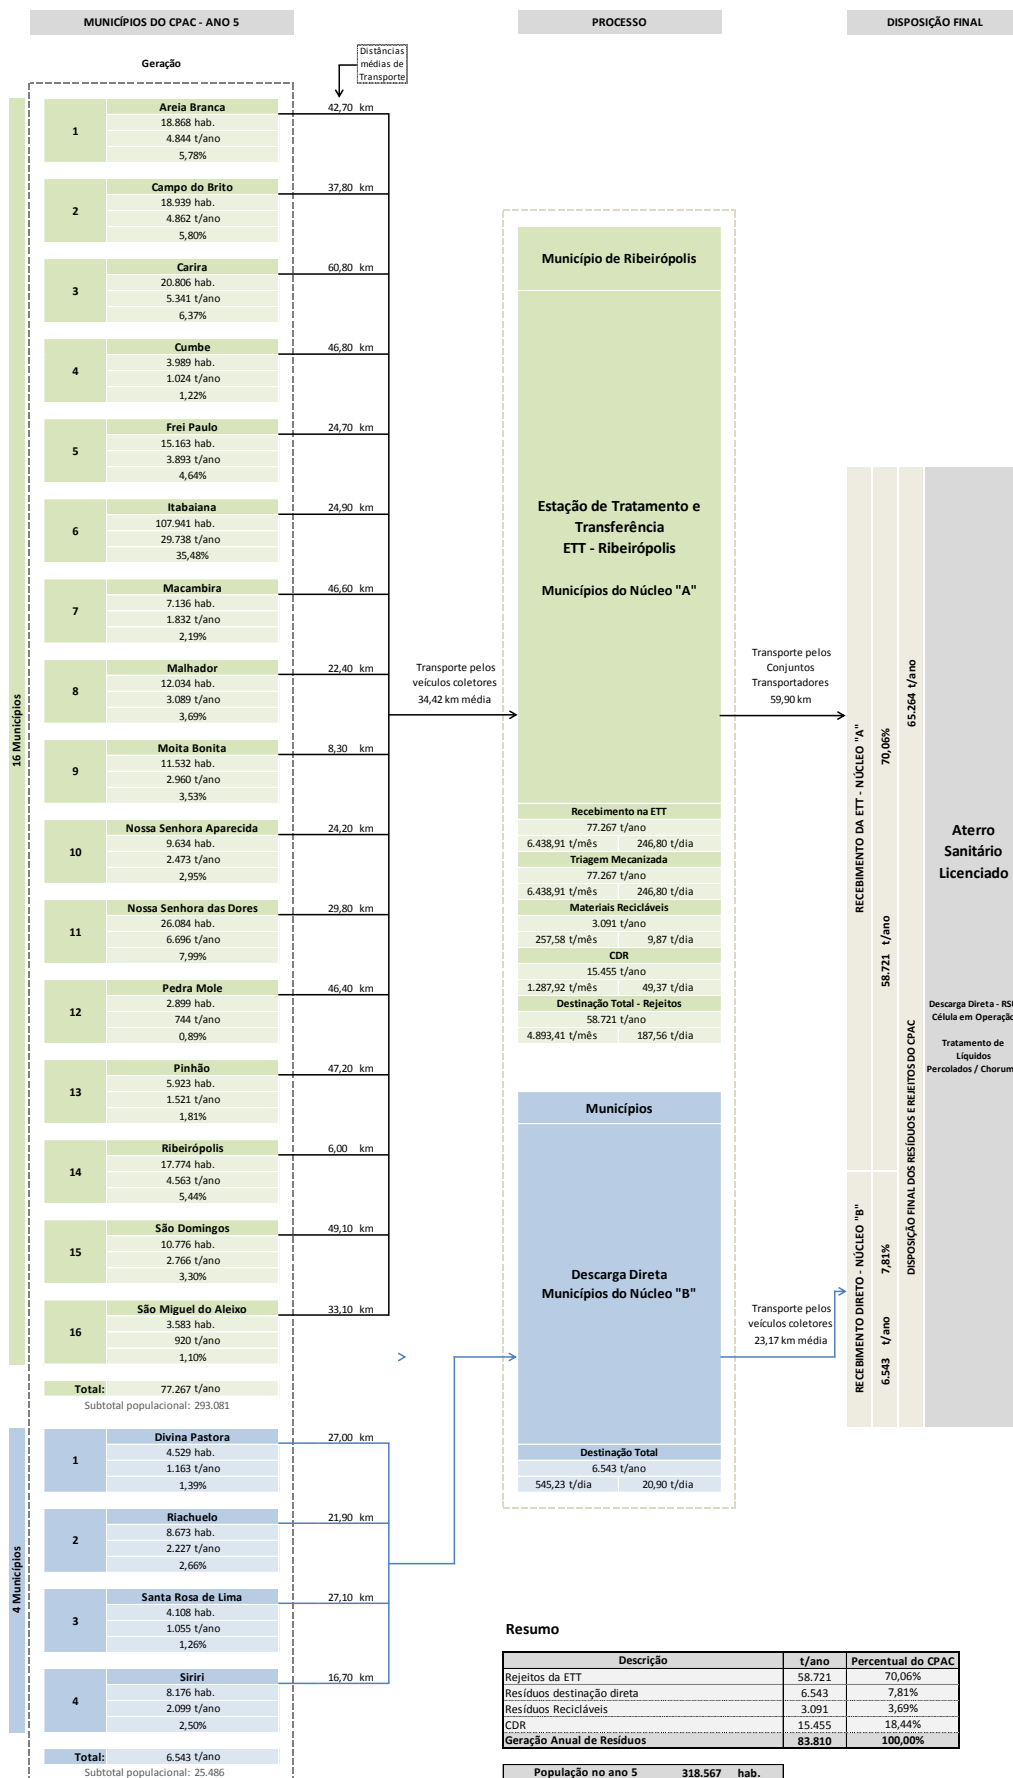 MUNICÍPIOS DO CPAC - ANO 5
PROCESSO
DISPOSIÇÃO FINAL
Geração
Distâncias
médias de
Transporte
16 Municípios
1
Areia Branca
18.868 hab.
4.844 t/ano
5,78%
42,70 km
2
Campo do Brito
18.939 hab.
4.862 t/ano
5,80%
37,80 km
3
Carira
20.806 hab.
5.341 t/ano
6,37%
60,80 km
4
Cumbe
3.989 hab.
1.024 t/ano
1,22%
46,80 km
5
Frei Paulo
15.163 hab.
3.893 t/ano
4,64%
24,70 km
6
Itabaiana
107.941 hab.
29.738 t/ano
35,48%
24,90 km
7
Macambira
7.136 hab.
1.832 t/ano
2,19%
46,60 km
8
Malhador
12.034 hab.
3.089 t/ano
3,69%
22,40 km
9
Moita Bonita
11.532 hab.
2.960 t/ano
3,53%
8,30 km
10
Nossa Senhora Aparecida
9.634 hab.
2.473 t/ano
2,95%
24,20 km
11
Nossa Senhora das Dores
26.084 hab.
6.696 t/ano
7,99%
29,80 km
12
Pedra Mole
2.899 hab.
744 t/ano
0,89%
46,40 km
13
Pinhão
5.923 hab.
1.521 t/ano
1,81%
47,20 km
14
Ribeirópolis
17.774 hab.
4.563 t/ano
5,44%
6,00 km
15
São Domingos
10.776 hab.
2.766 t/ano
3,30%
49,10 km
16
São Miguel do Aleixo
3.583 hab.
920 t/ano
1,10%
33,10 km
Total: 77.267 t/ano
Subtotal populacional: 293.081
4 Municípios
1
Divina Pastora
4.529 hab.
1.163 t/ano
1,39%
27,00 km
2
Riachuelo
8.673 hab.
2.227 t/ano
2,66%
21,90 km
3
Santa Rosa de Lima
4.108 hab.
1.055 t/ano
1,26%
27,10 km
4
Siriri
8.176 hab.
2.099 t/ano
2,50%
16,70 km
Total: 6.543 t/ano
Subtotal populacional: 25.486
Transporte pelos
veículos coletores
34,42 km média
Município de Ribeirópolis
Estação de Tratamento e
Transferência
ETT - Ribeirópolis
Municípios do Núcleo "A"
Recebimento na ETT
77.267 t/ano
6.438,91 t/mês 246,80 t/dia
Triagem Mecanizada
77.267 t/ano
6.438,91 t/mês 246,80 t/dia
Materiais Recicláveis
3.091 t/ano
257,58 t/mês 9,87 t/dia
CDR
15.455 t/ano
1.287,92 t/mês 49,37 t/dia
Destinação Total - Rejeitos
58.721 t/ano
4.893,41 t/mês 187,56 t/dia
Municípios
Descarga Direta
Municípios do Núcleo "B"
Destinação Total
6.543 t/ano
545,23 t/dia 20,90 t/dia
Transporte pelos
Conjuntos
Transportadores
59,90 km
Transporte pelos
veículos coletores
23,17 km média
RECEBIMENTO DA ETT - NÚCLEO "A"
58.721 t/ano 70,06%
RECEBIMENTO DIRETO - NÚCLEO "B"
6.543 t/ano 7,81%
DISPOSIÇÃO FINAL DOS RESÍDUOS E REJEITOS DO CPAC 65.264 t/ano
Aterro
Sanitário
Licenciado
Descarga Direta - RSU
Célula em Operação
Tratamento de
Líquidos
Percolados / Chorum
Resumo
Descrição t/ano Percentual do CPAC
Rejeitos da ETT 58.721 70,06%
Resíduos destinação direta 6.543 7,81%
Resíduos Recicláveis 3.091 3,69%
CDR 15.455 18,44%
Geração Anual de Resíduos 83.810 100,00%
População no ano 5 318.567 hab.